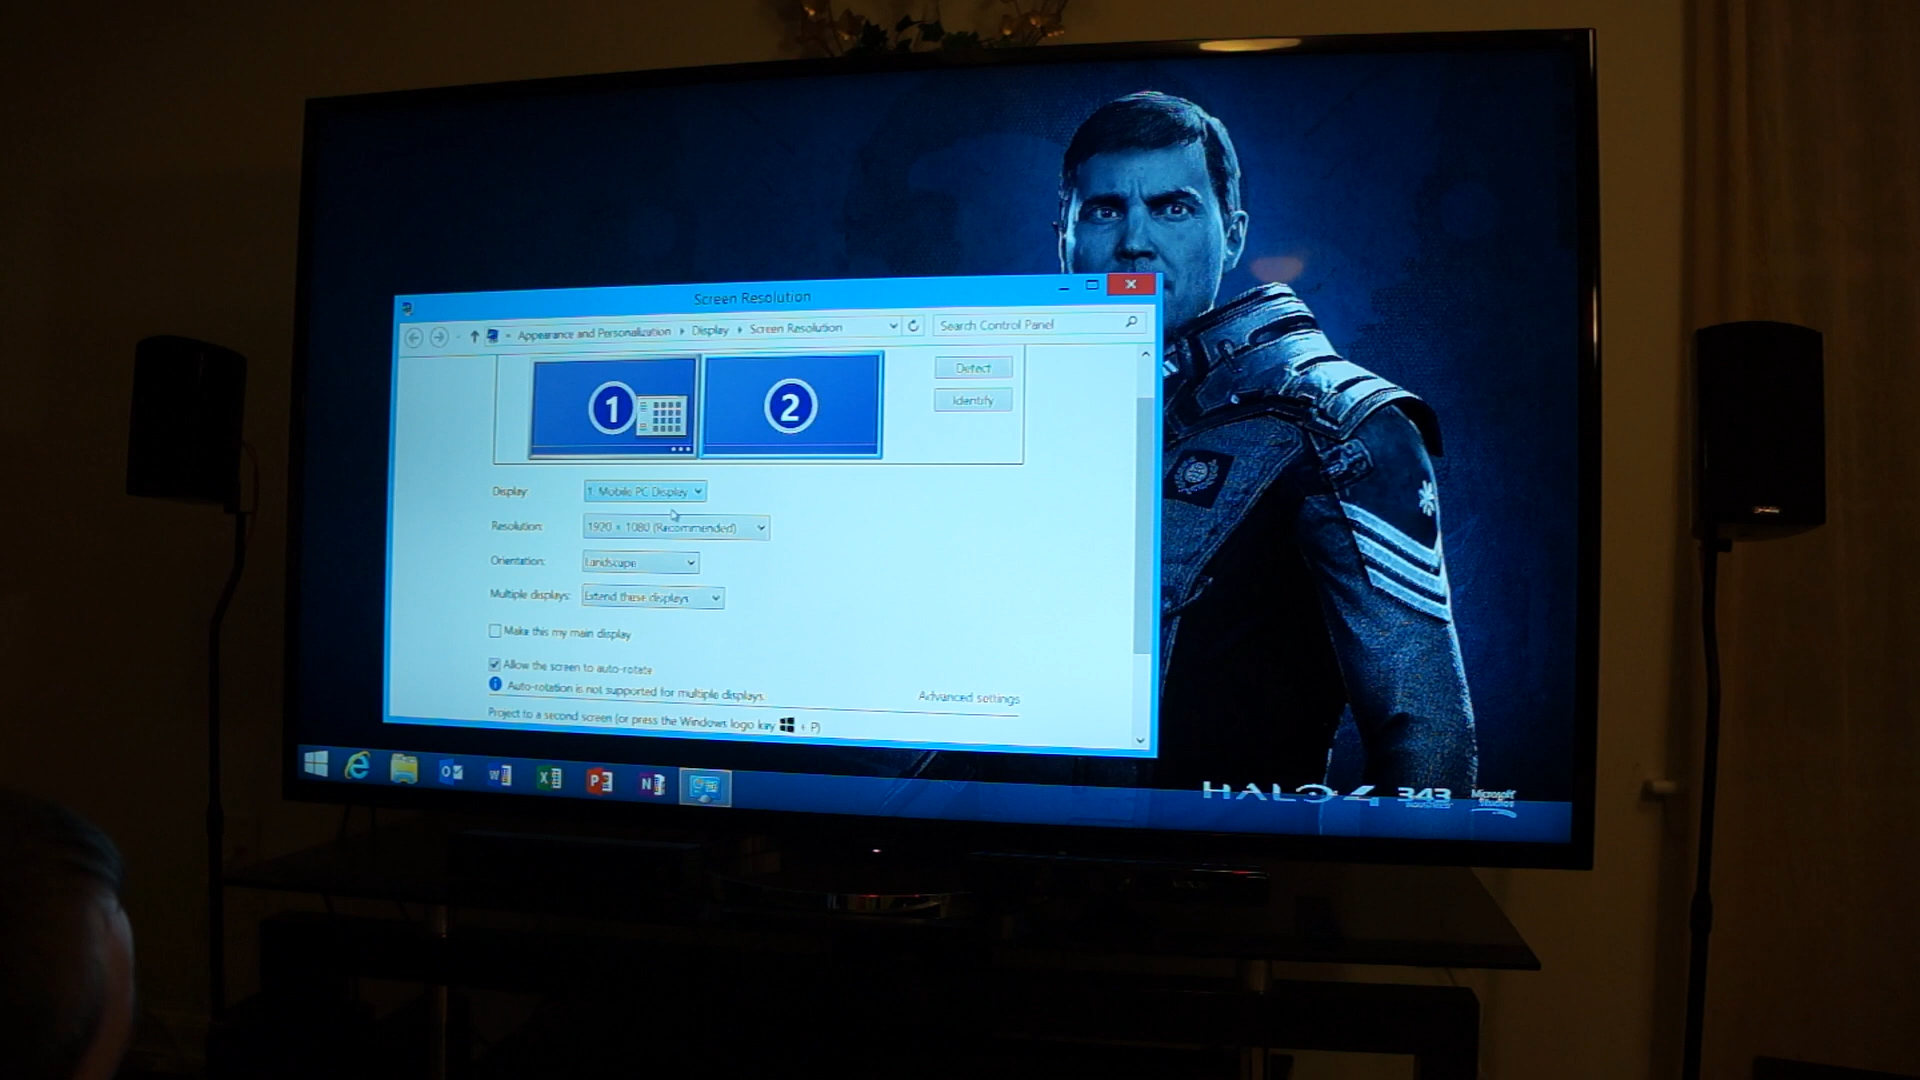 Screen Resolution
Appearance and Personalization ▸ Display ▸ Screen Resolution
Search Control Panel
1
2
Detect
Identify
Display:
1. Mobile PC Display
Resolution:
1920 × 1080 (Recommended)
Orientation:
Landscape
Multiple displays:
Extend these displays
Make this my main display
Allow the screen to auto-rotate
Auto-rotation is not supported for multiple displays.
Advanced settings
Project to a second screen (or press the Windows logo key + P)
HALO 4
343
INDUSTRIES
Microsoft
STUDIOS